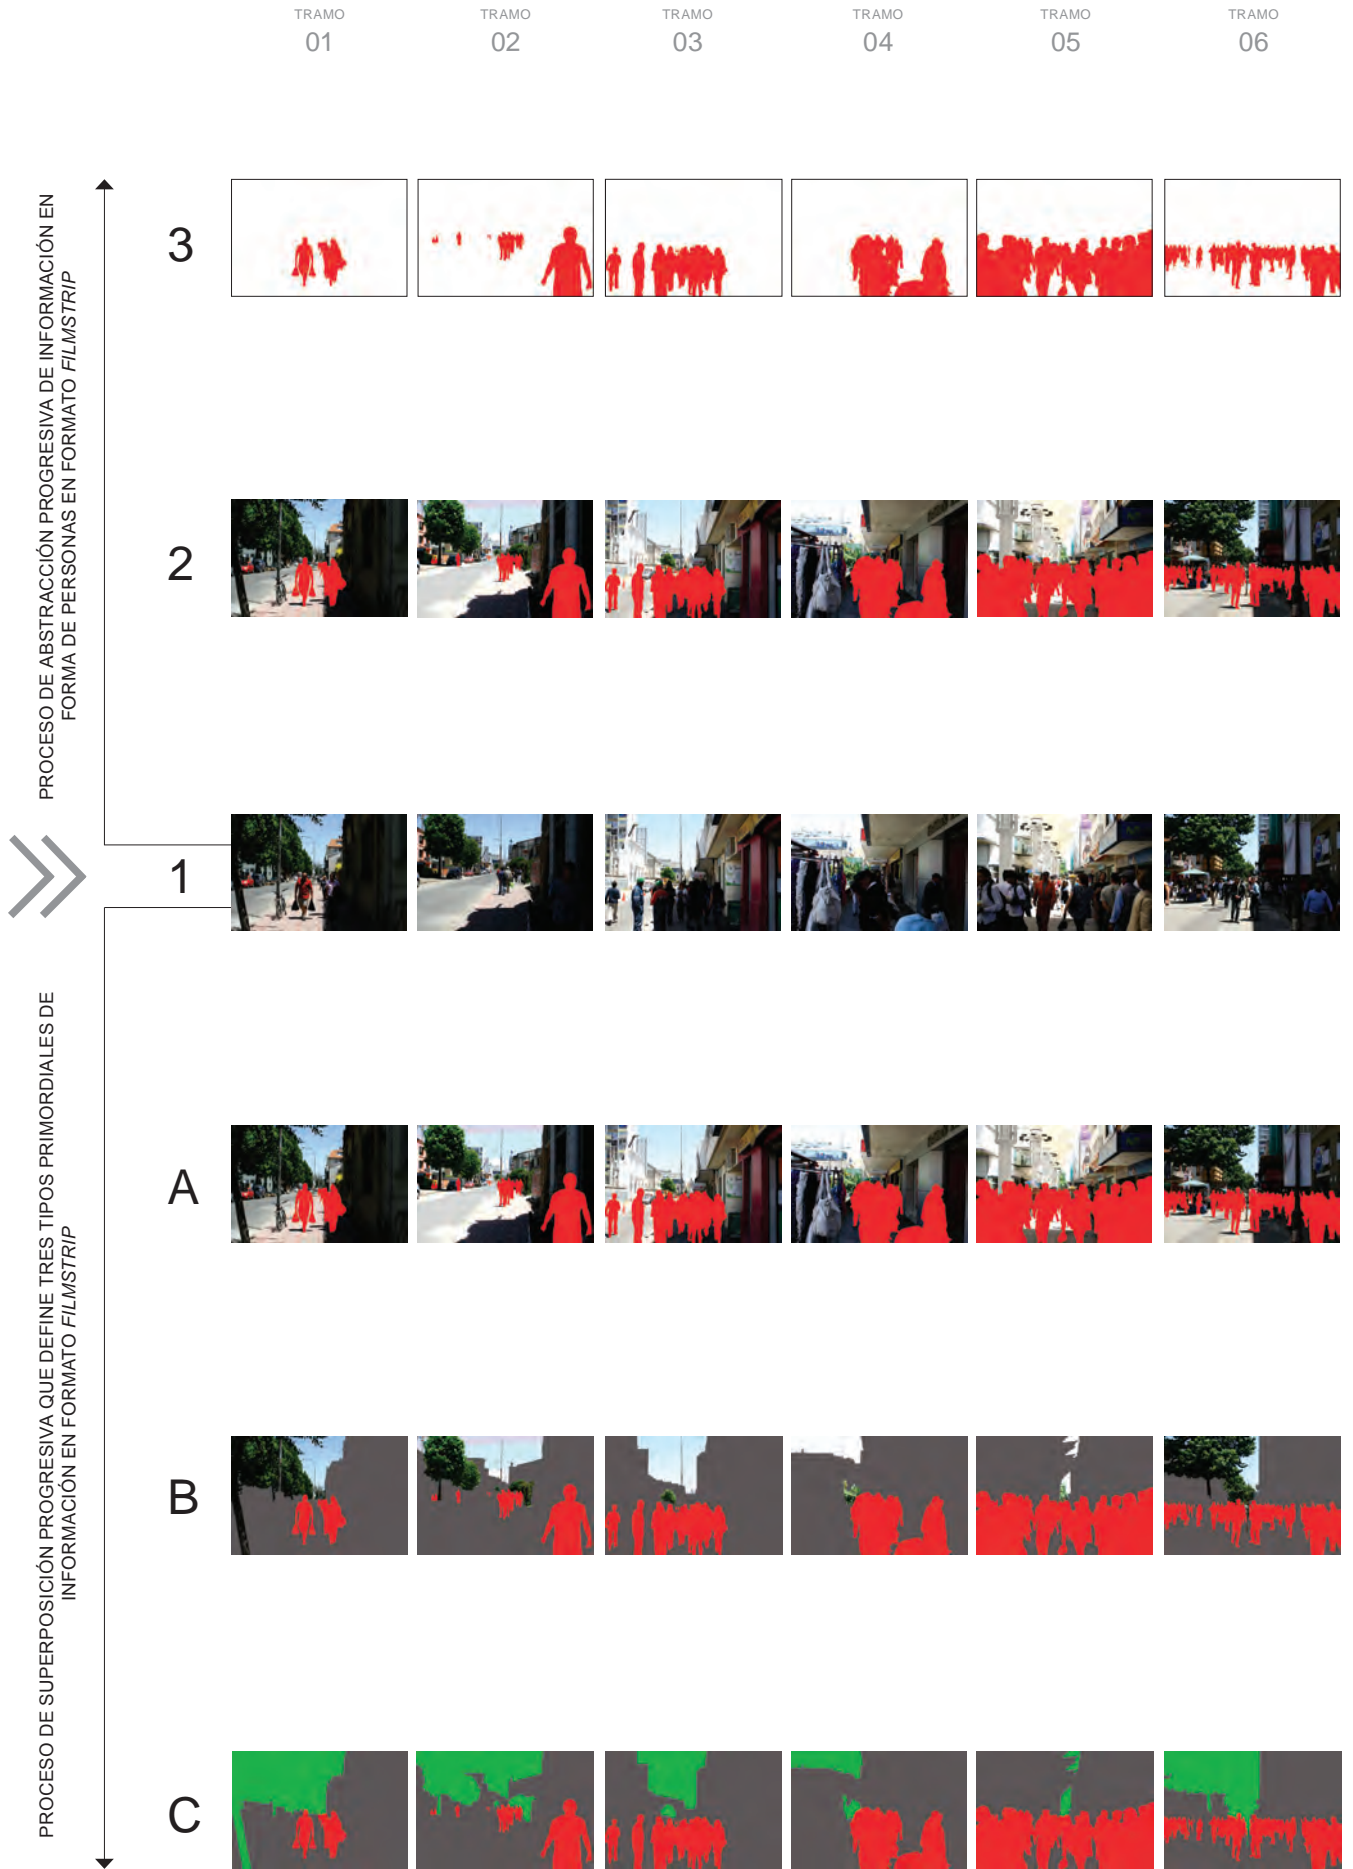 TRAMO
01
TRAMO
02
TRAMO
03
TRAMO
04
TRAMO
05
TRAMO
06
PROCESO DE ABSTRACCIÓN PROGRESIVA DE INFORMACIÓN EN
FORMA DE PERSONAS EN FORMATO FILMSTRIP
3
2
1
PROCESO DE SUPERPOSICIÓN PROGRESIVA QUE DEFINE TRES TIPOS PRIMORDIALES DE
INFORMACIÓN EN FORMATO FILMSTRIP
A
B
C